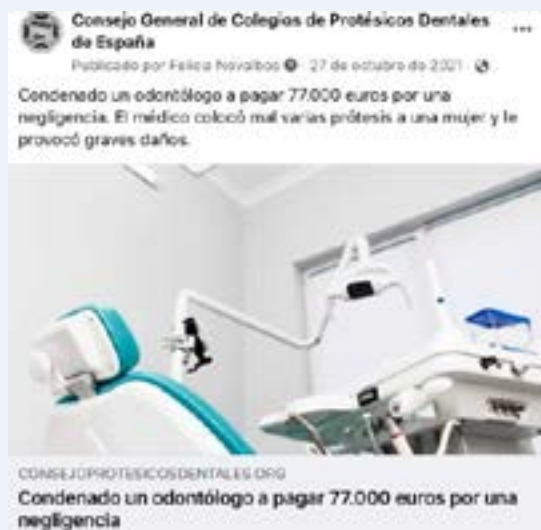 Consejo General de Colegios de Protésicos Dentales
de España
Publicado por Felicia Novalbos · 27 de octubre de 2021 ·
Condenado un odontólogo a pagar 77.000 euros por una
negligencia. El médico colocó mal varias prótesis a una mujer y le
provocó graves daños.
CONSEJOPROTESICOSDENTALES.ORG
Condenado un odontólogo a pagar 77.000 euros por una
negligencia